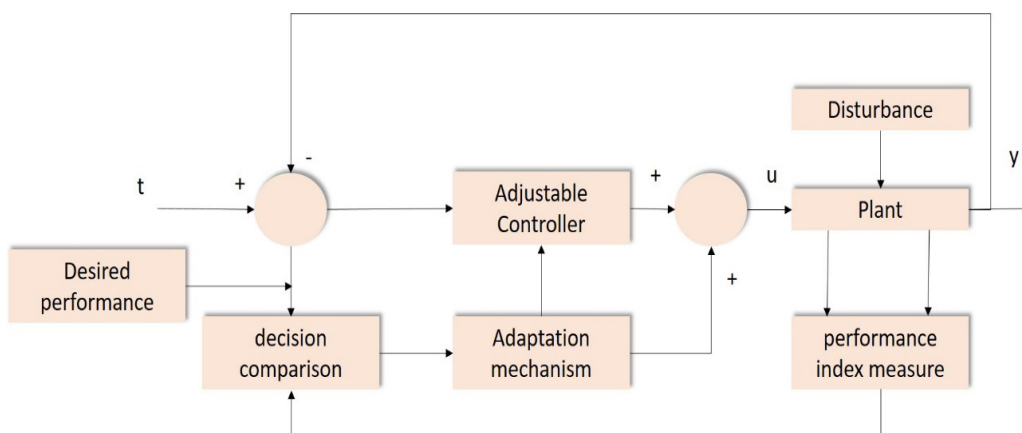 Disturbance
-
y
t
+
Adjustable
Controller
+
u
Plant
Desired
performance
+
decision
comparison
Adaptation
mechanism
performance
index measure